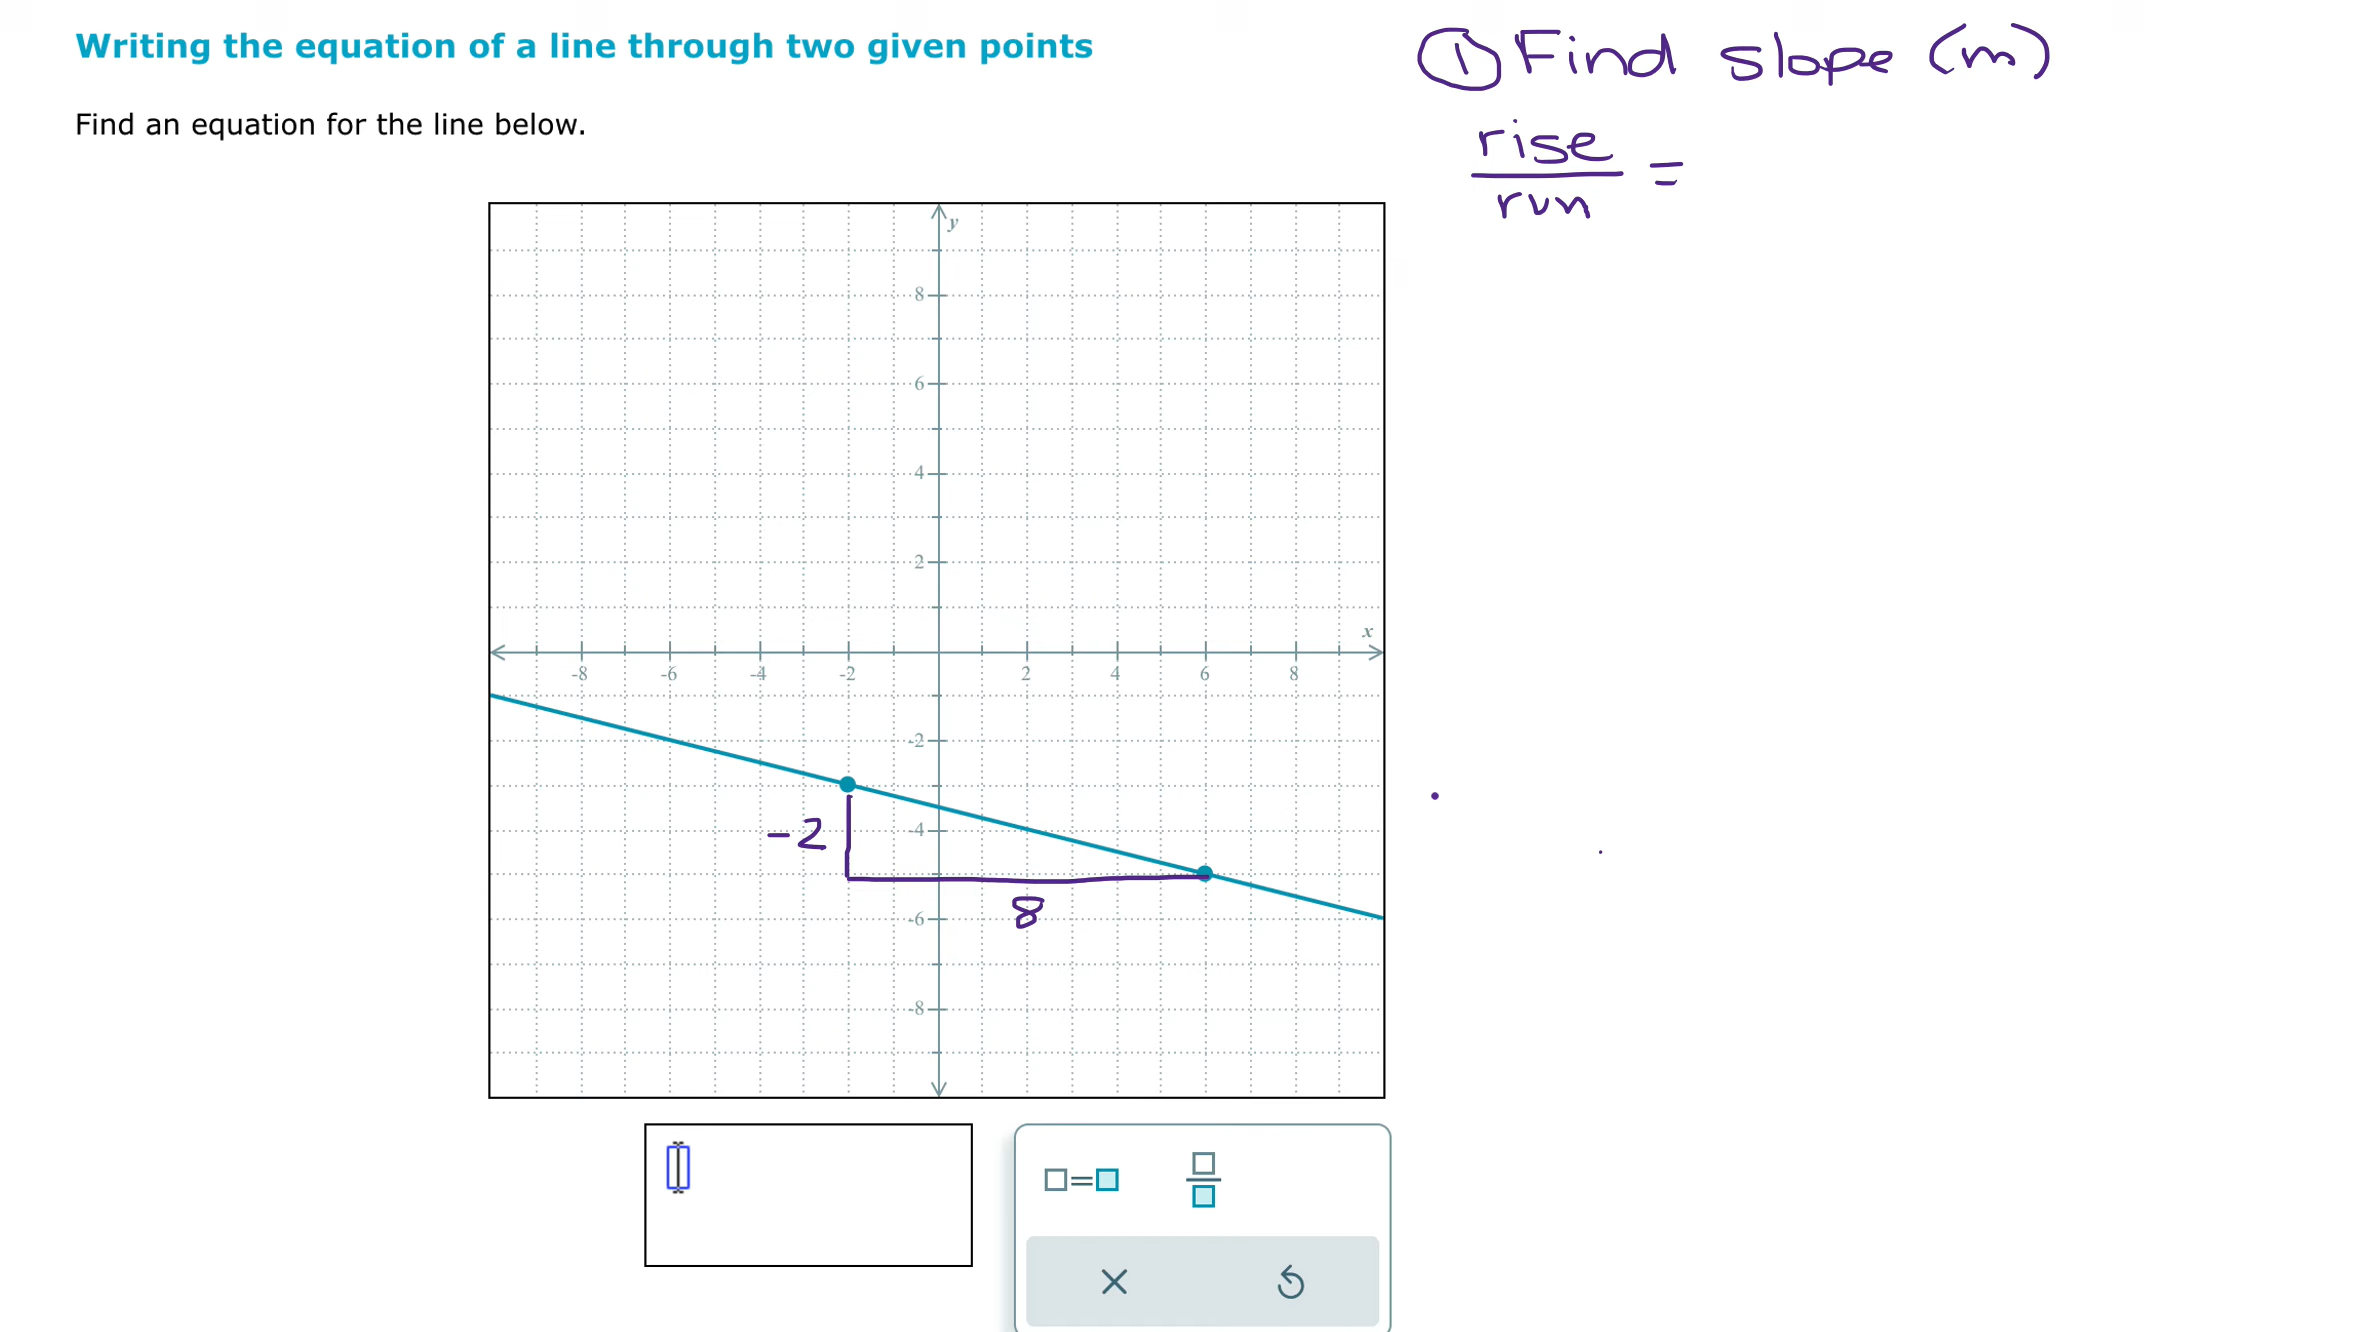 Writing the equation of a line through two given points
① Find slope (m)
Find an equation for the line below.
rise
run
=
y
8
6
4
2
x
-8 -6 -4 -2 2 4 6 8
-2
-2
-4
8
-6
-8
□=□
□
□